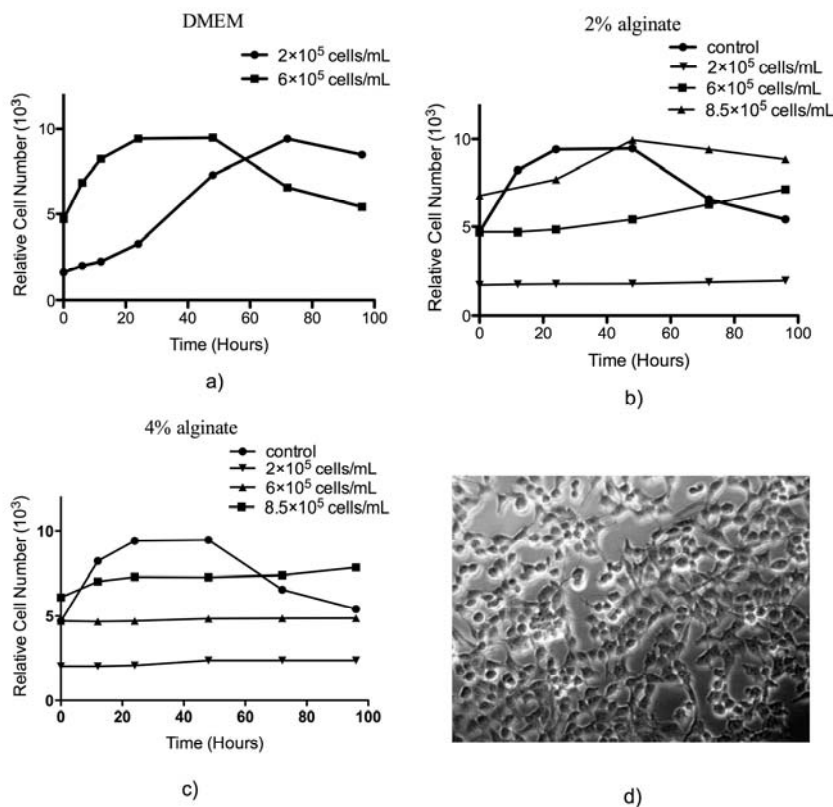 DMEM
2×10⁵ cells/mL
6×10⁵ cells/mL
Relative Cell Number (10³)
10
5
0
0 20 40 60 80 100
Time (Hours)
a)
2% alginate
control
2×10⁵ cells/mL
6×10⁵ cells/mL
8.5×10⁵ cells/mL
Relative Cell Number (10³)
10
5
0
0 20 40 60 80 100
Time (Hours)
b)
4% alginate
control
2×10⁵ cells/mL
6×10⁵ cells/mL
8.5×10⁵ cells/mL
Relative Cell Number (10³)
10
5
0
0 20 40 60 80 100
Time (Hours)
c)
d)